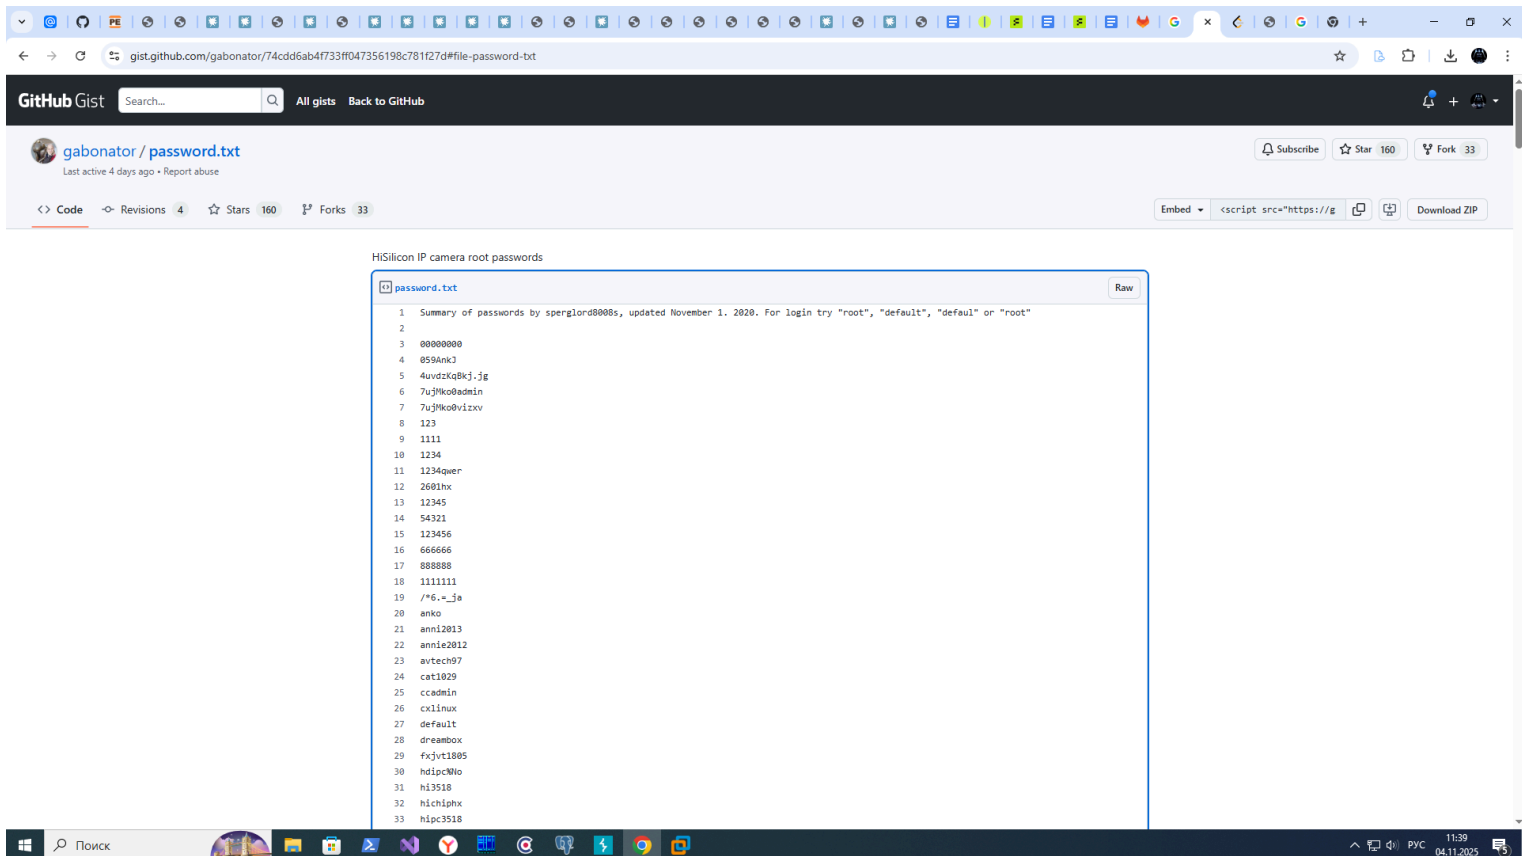 gist.github.com/gabonator/74cdd6ab4f733ff047356198c781f27d#file-password-txt
GitHub Gist
Search...
All gists
Back to GitHub
gabonator / password.txt
Last active 4 days ago • Report abuse
Subscribe
Star 160
Fork 33
Code
Revisions 4
Stars 160
Forks 33
Embed
<script src="https://g
Download ZIP
HiSilicon IP camera root passwords
password.txt
Raw
1 Summary of passwords by sperglord8008s, updated November 1. 2020. For login try "root", "default", "defaul" or "root"
2
3 00000000
4 059AnkJ
5 4uvdzKqBkj.jg
6 7ujMko0admin
7 7ujMko0vizxv
8 123
9 1111
10 1234
11 1234qwer
12 2601hx
13 12345
14 54321
15 123456
16 666666
17 888888
18 1111111
19 /*6.=_ja
20 anko
21 anni2013
22 annie2012
23 avtech97
24 cat1029
25 ccadmin
26 cxlinux
27 default
28 dreambox
29 fxjvt1805
30 hdipc%No
31 hi3518
32 hichiphx
33 hipc3518
Поиск
РУС
11:39
04.11.2025
5